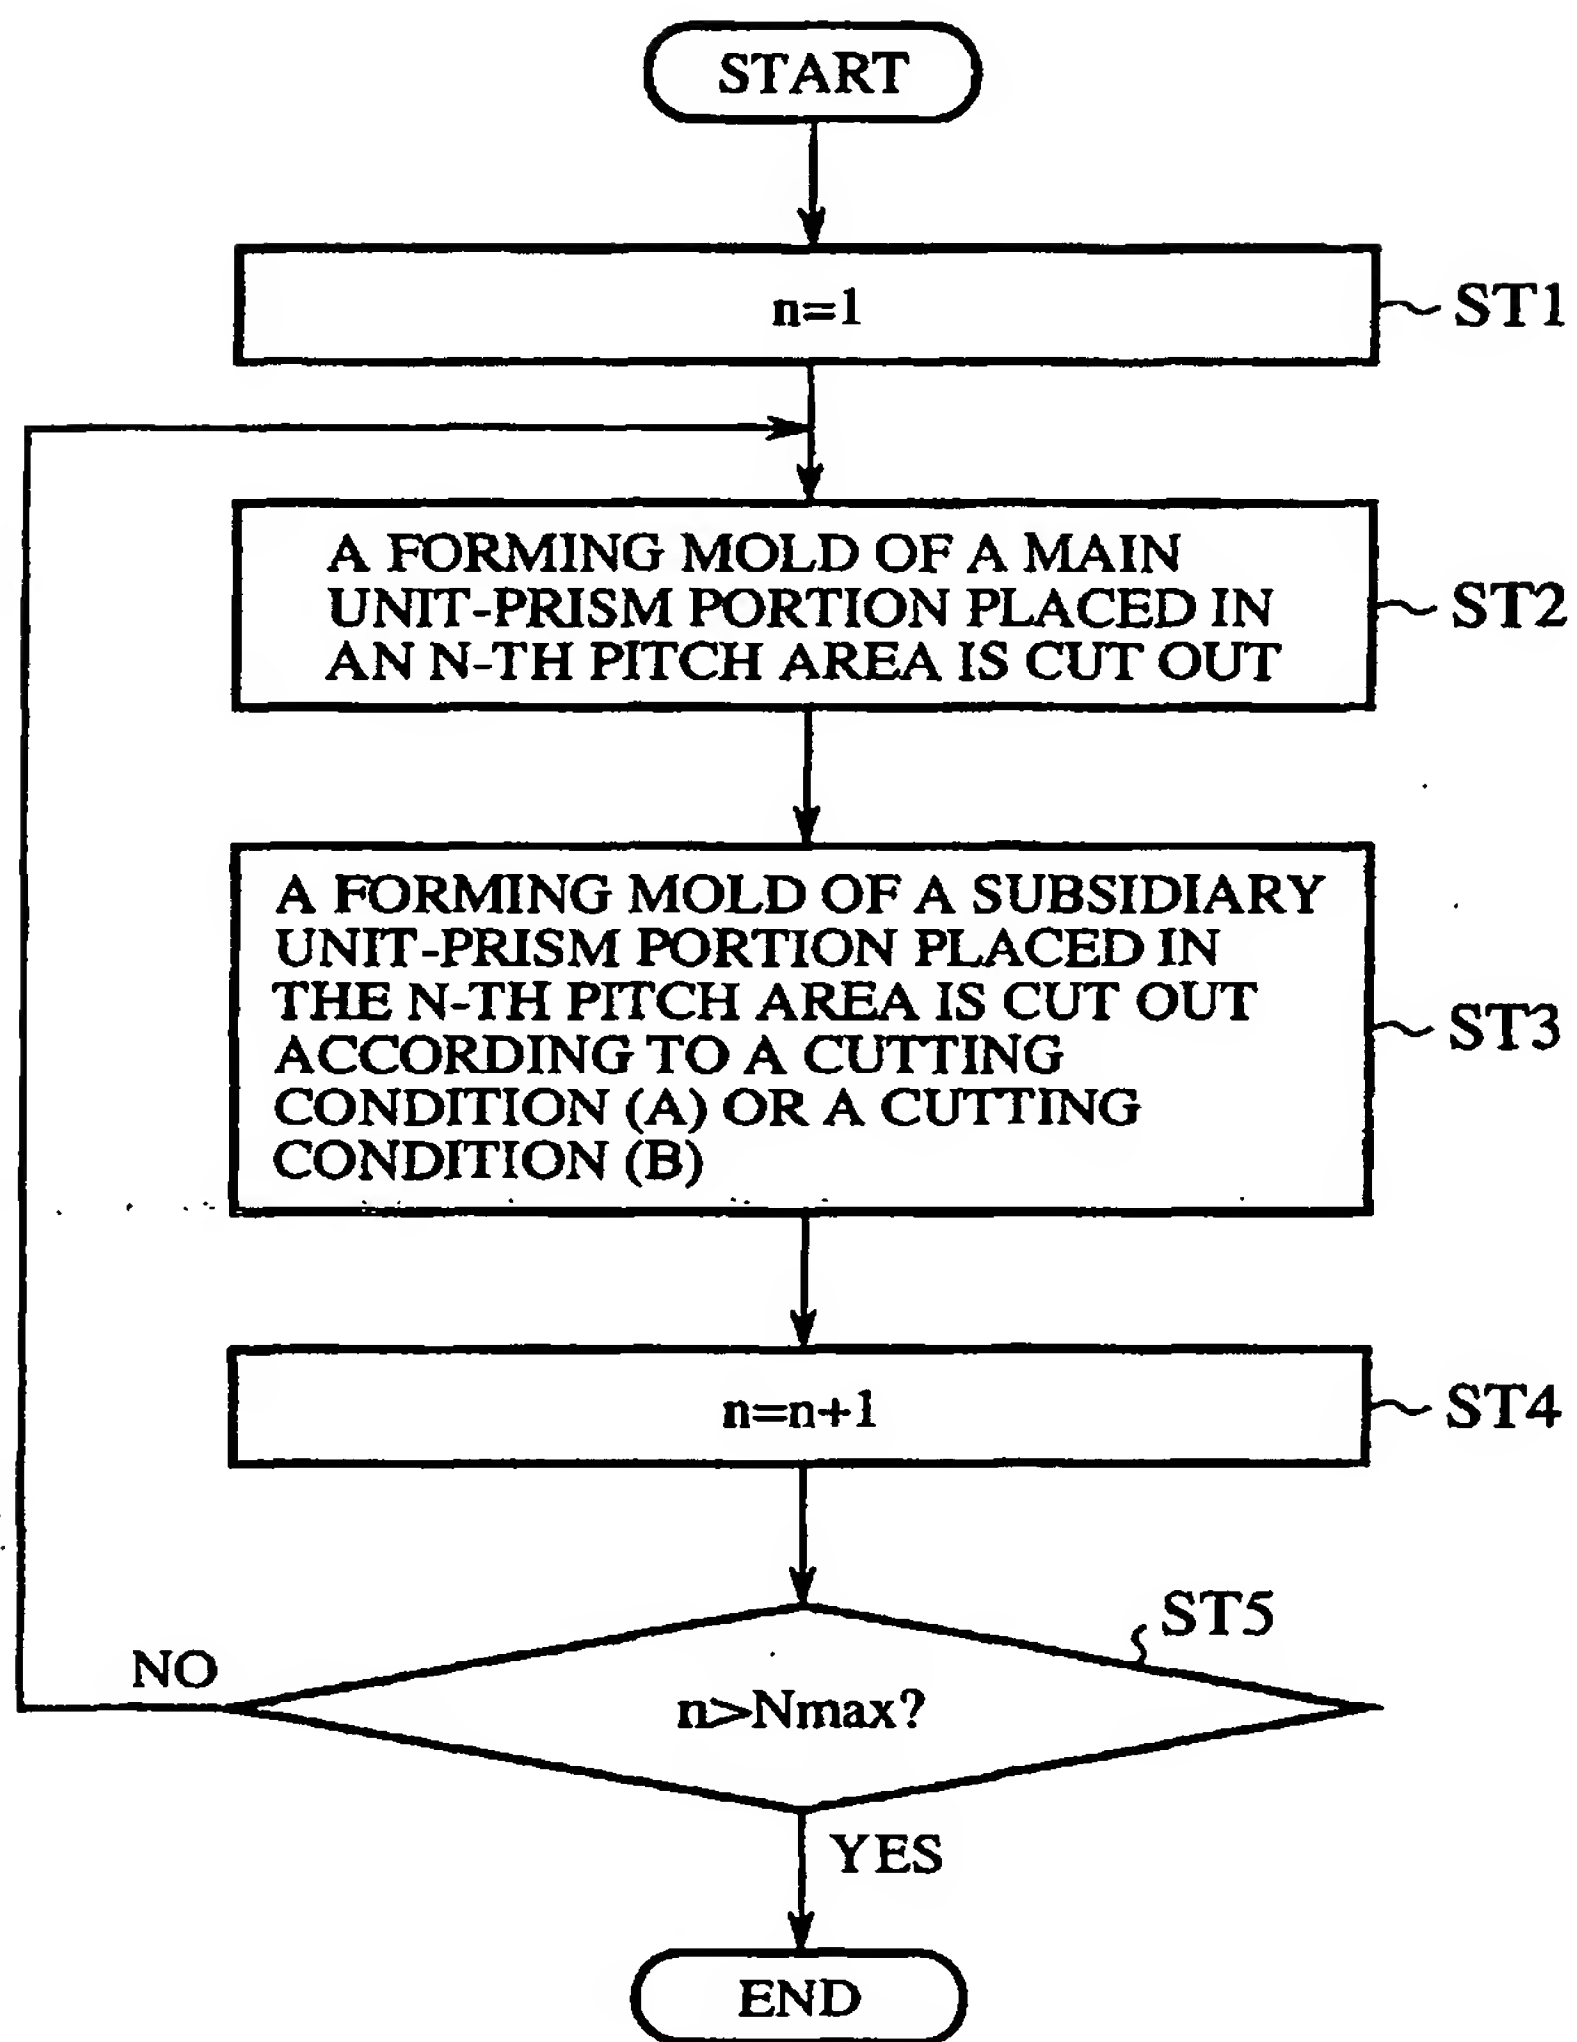 START
n=1
ST1
A FORMING MOLD OF A MAIN
UNIT-PRISM PORTION PLACED IN
AN N-TH PITCH AREA IS CUT OUT
ST2
A FORMING MOLD OF A SUBSIDIARY
UNIT-PRISM PORTION PLACED IN
THE N-TH PITCH AREA IS CUT OUT
ACCORDING TO A CUTTING
CONDITION (A) OR A CUTTING
CONDITION (B)
ST3
n=n+1
ST4
ST5
NO
n>Nmax?
YES
END